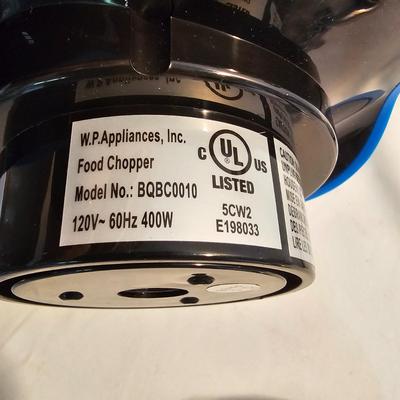 W.P.Appliances, Inc.
Food Chopper
Model No.: BQBC0010
120V~ 60Hz 400W
C UL US
LISTED
5CW2
E198033